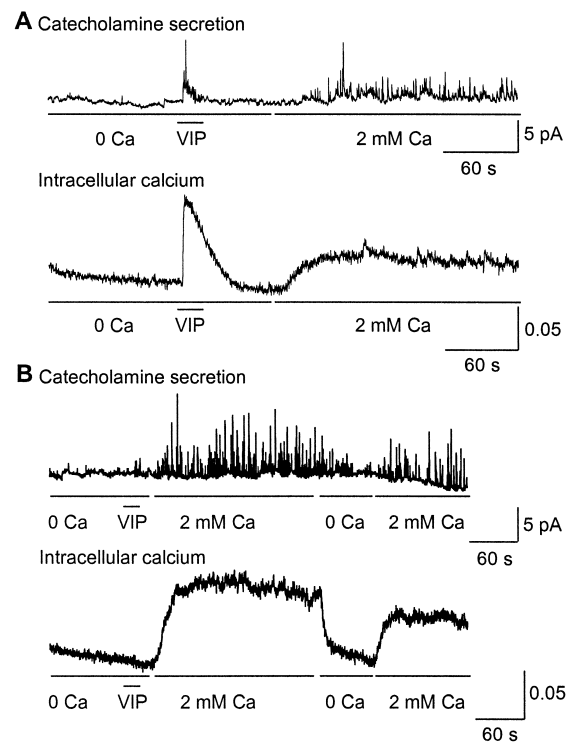 A Catecholamine secretion
0 Ca VIP 2 mM Ca 5 pA
60 s
Intracellular calcium
0 Ca VIP 2 mM Ca 0.05
60 s
B Catecholamine secretion
0 Ca VIP 2 mM Ca 0 Ca 2 mM Ca 5 pA
60 s
Intracellular calcium
0 Ca VIP 2 mM Ca 0 Ca 2 mM Ca 0.05
60 s